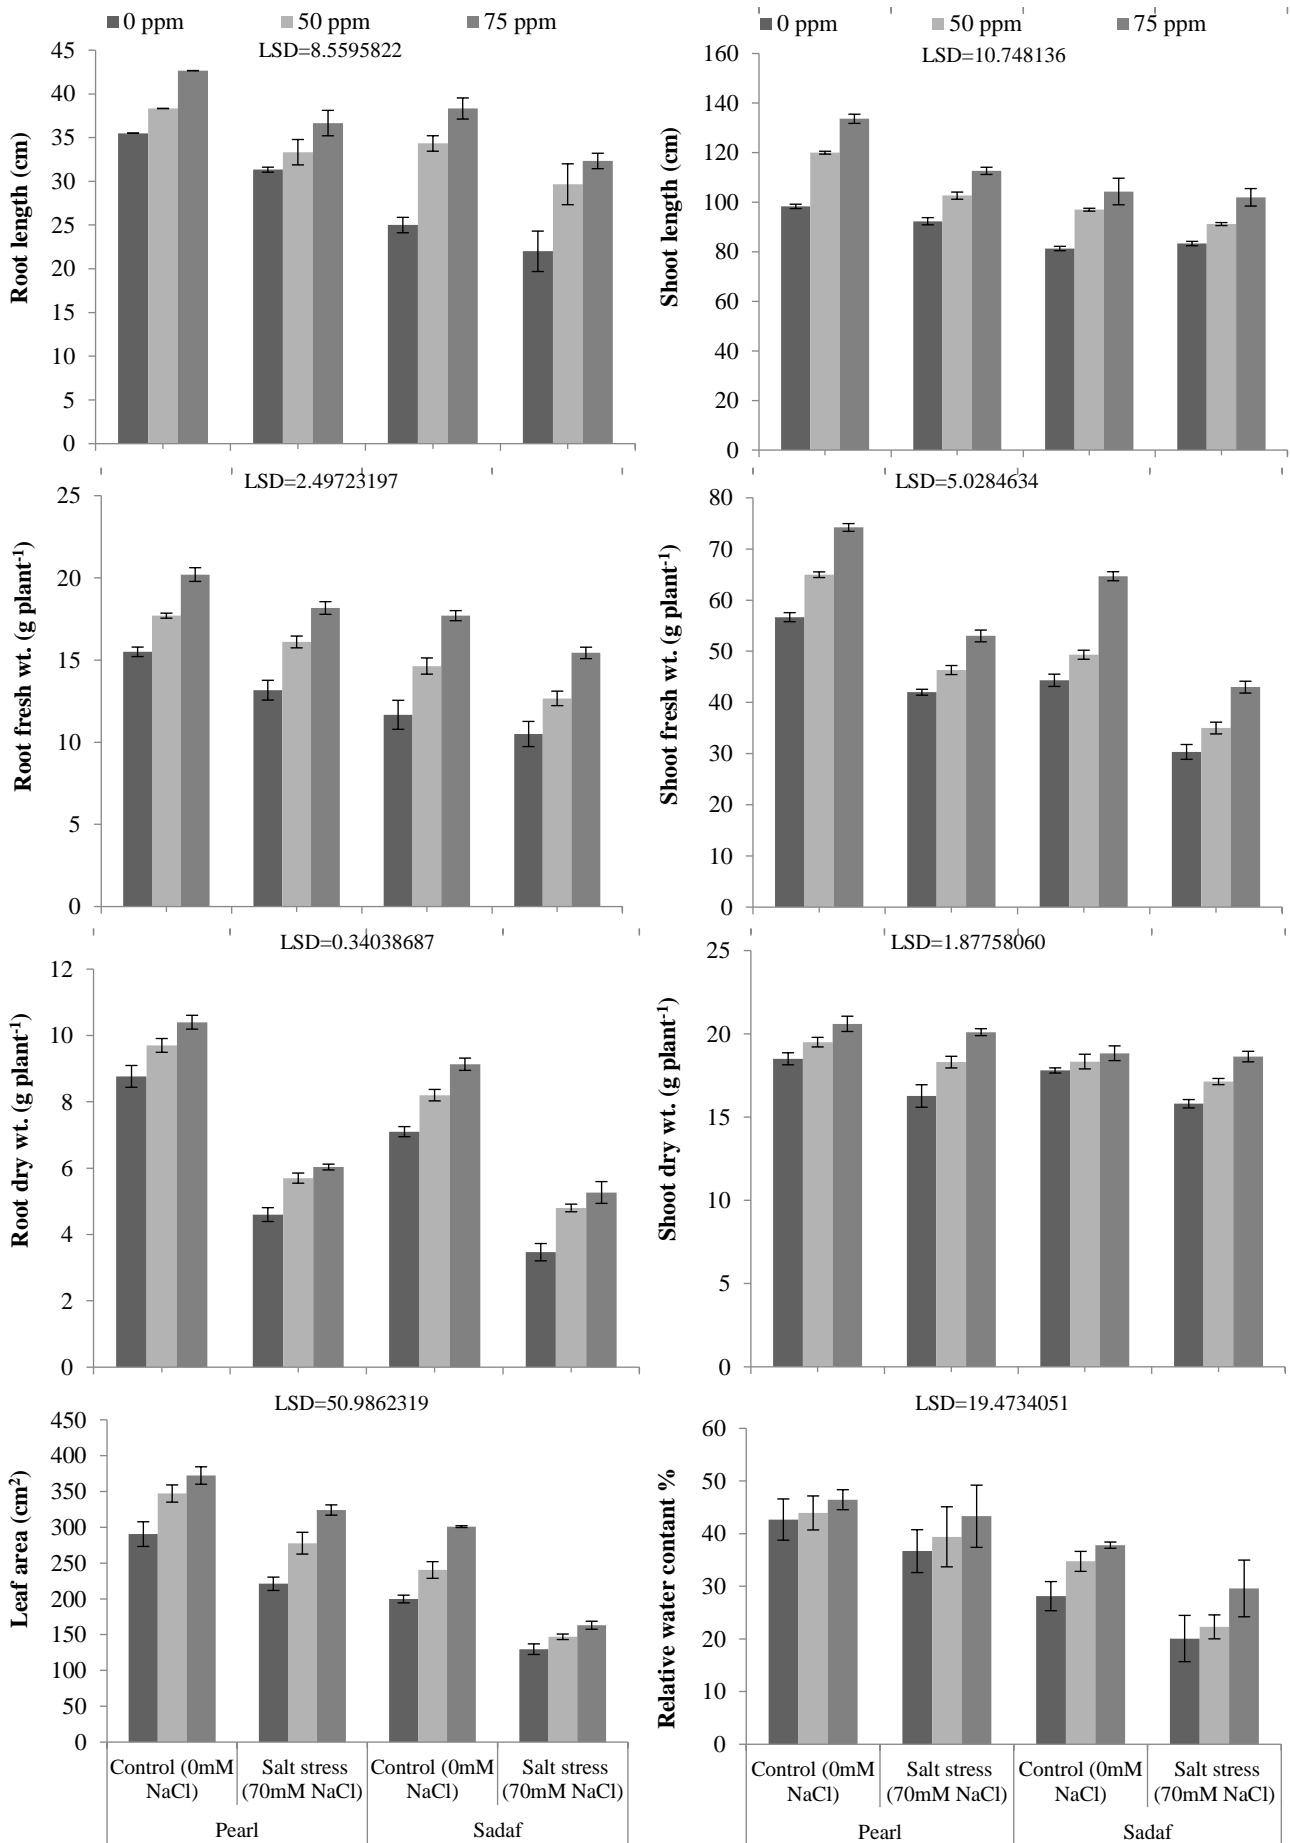 0 ppm 50 ppm 75 ppm
LSD=8.5595822
Root length (cm)
45
40
35
30
25
20
15
10
5
0
0 ppm 50 ppm 75 ppm
LSD=10.748136
Shoot length (cm)
160
140
120
100
80
60
40
20
0
LSD=2.49723197
Root fresh wt. (g plant⁻¹)
25
20
15
10
5
0
LSD=5.0284634
Shoot fresh wt. (g plant⁻¹)
80
70
60
50
40
30
20
10
0
LSD=0.34038687
Root dry wt. (g plant⁻¹)
12
10
8
6
4
2
0
LSD=1.87758060
Shoot dry wt. (g plant⁻¹)
25
20
15
10
5
0
LSD=50.9862319
Leaf area (cm²)
450
400
350
300
250
200
150
100
50
0
Control (0mM NaCl)
Salt stress (70mM NaCl)
Control (0mM NaCl)
Salt stress (70mM NaCl)
Pearl Sadaf
LSD=19.4734051
Relative water contant %
60
50
40
30
20
10
0
Control (0mM NaCl)
Salt stress (70mM NaCl)
Control (0mM NaCl)
Salt stress (70mM NaCl)
Pearl Sadaf